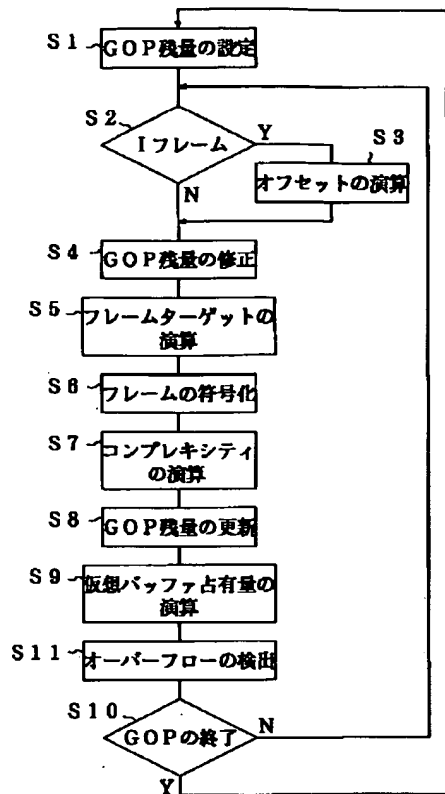 S1
GOP残量の設定
S2
Iフレーム
Y
N
S3
オフセットの演算
S4
GOP残量の修正
S5
フレームターゲットの
演算
S6
フレームの符号化
S7
コンプレキシティ
の演算
S8
GOP残量の更新
S9
仮想バッファ占有量の
演算
S11
オーバーフローの検出
S10
GOPの終了
N
Y